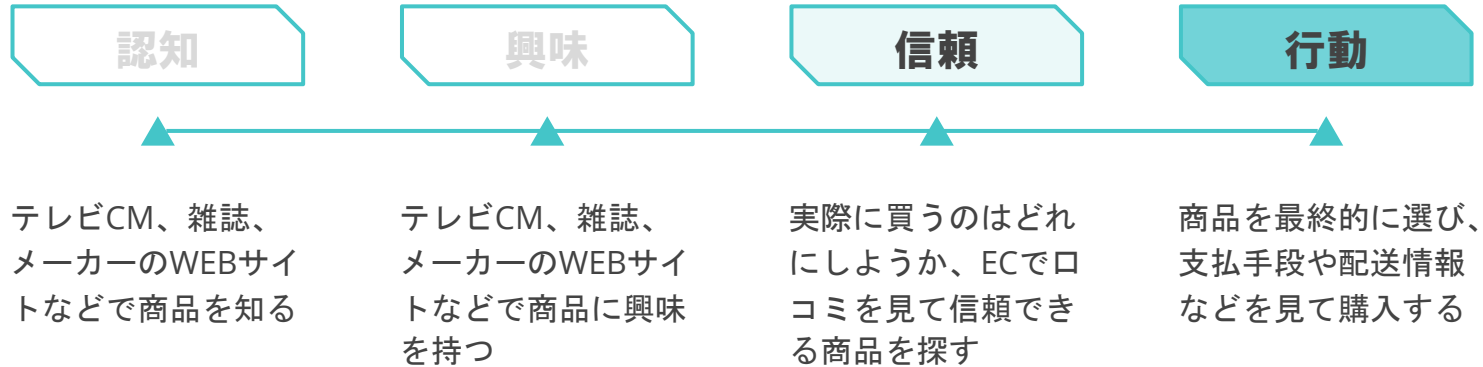 認知
興味
信頼
行動
テレビCM、雑誌、
メーカーのWEBサイ
トなどで商品を知る
テレビCM、雑誌、
メーカーのWEBサイ
トなどで商品に興味
を持つ
実際に買うのはどれ
にしようか、ECで口
コミを見て信頼でき
る商品を探す
商品を最終的に選び、
支払手段や配送情報
などを見て購入する